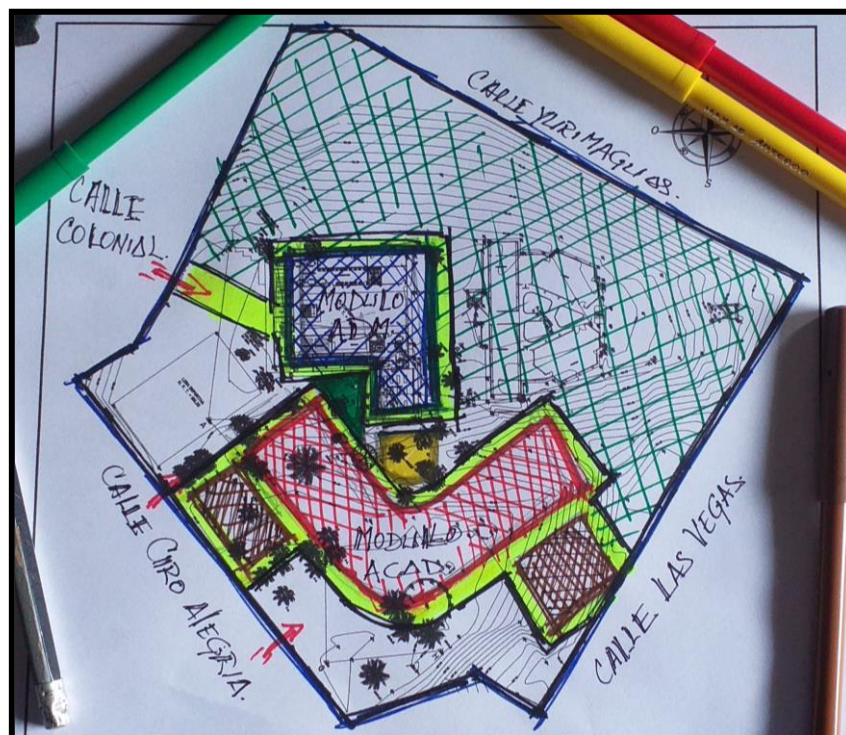 CALLE YURIMAGUAS.
CALLE
COLONIAL.
MODULO
ADM.
MODULO
ACAD.
CALLE CIRO ALEGRIA.
CALLE LAS VEGAS.
O
S
A
A